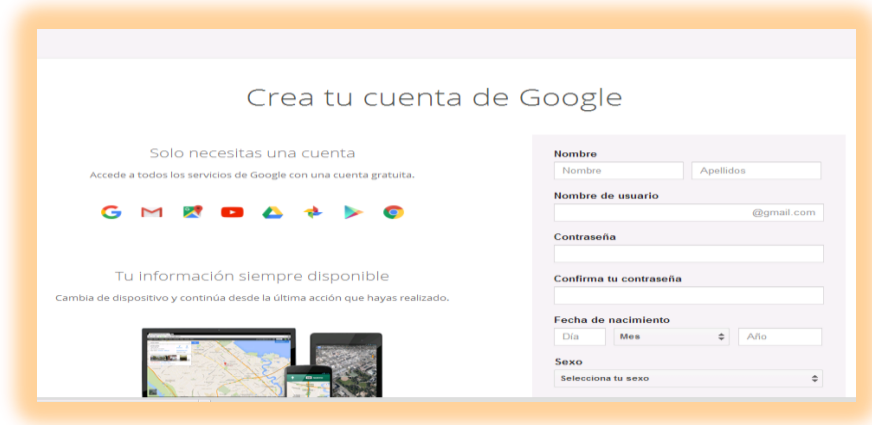 Crea tu cuenta de Google
Solo necesitas una cuenta
Accede a todos los servicios de Google con una cuenta gratuita.
Tu información siempre disponible
Cambia de dispositivo y continúa desde la última acción que hayas realizado.
Nombre
Nombre Apellidos
Nombre de usuario
@gmail.com
Contraseña
Confirma tu contraseña
Fecha de nacimiento
Día Mes Año
Sexo
Selecciona tu sexo